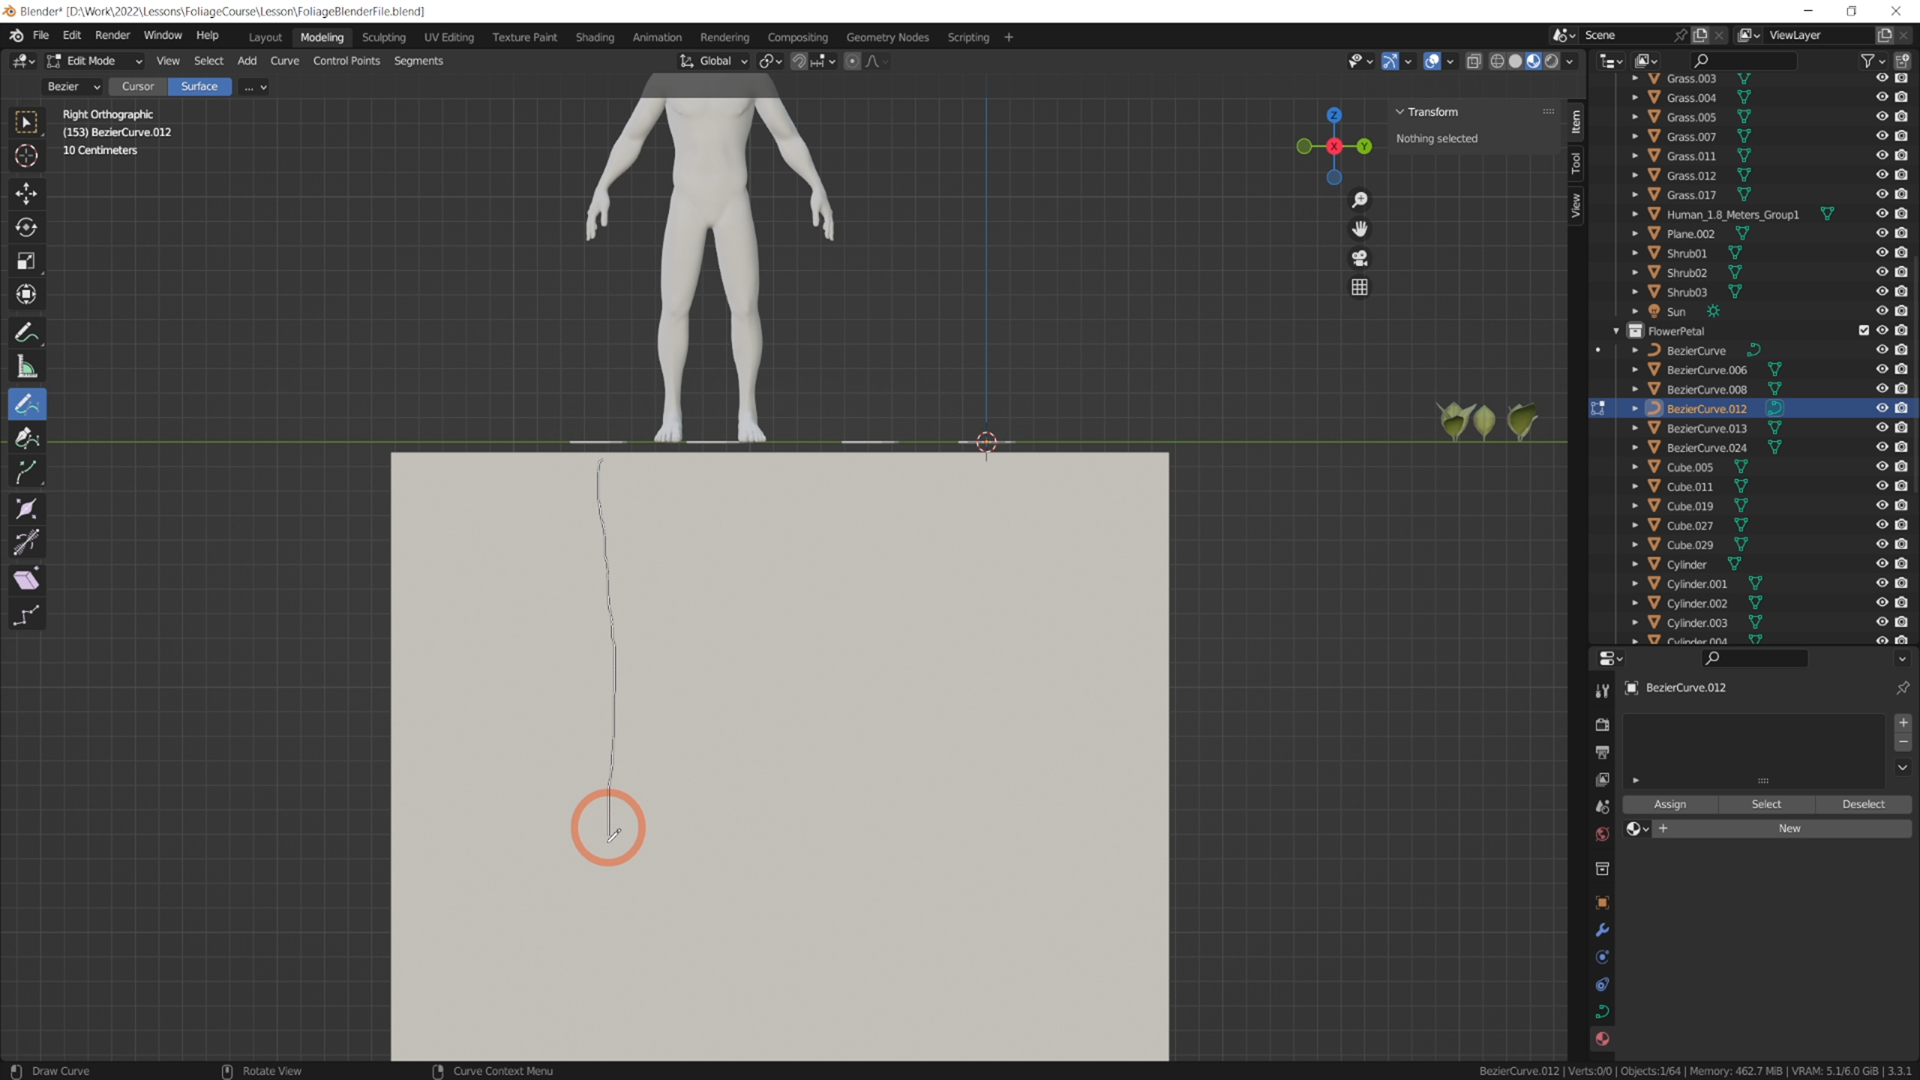 Blender* [D:\Work\2022\Lessons\FoliageCourse\Lesson\FoliageBlenderFile.blend]
File Edit Render Window Help Layout Modeling Sculpting UV Editing Texture Paint Shading Animation Rendering Compositing Geometry Nodes Scripting + Scene ViewLayer
Edit Mode View Select Add Curve Control Points Segments Global
Bezier Cursor Surface ...
Right Orthographic
(153) BezierCurve.012
10 Centimeters
Z
X
Y
Transform
Nothing selected
Item
Tool
View
Grass.003
Grass.004
Grass.005
Grass.007
Grass.011
Grass.012
Grass.017
Human_1.8_Meters_Group1
Plane.002
Shrub01
Shrub02
Shrub03
Sun
FlowerPetal
BezierCurve
BezierCurve.006
BezierCurve.008
BezierCurve.012
BezierCurve.013
BezierCurve.024
Cube.005
Cube.011
Cube.019
Cube.027
Cube.029
Cylinder
Cylinder.001
Cylinder.002
Cylinder.003
Cylinder.004
BezierCurve.012
Assign Select Deselect
New
Draw Curve Rotate View Curve Context Menu BezierCurve.012 | Verts:0/0 | Objects:1/64 | Memory: 462.7 MiB | VRAM: 5.1/6.0 GiB | 3.3.1